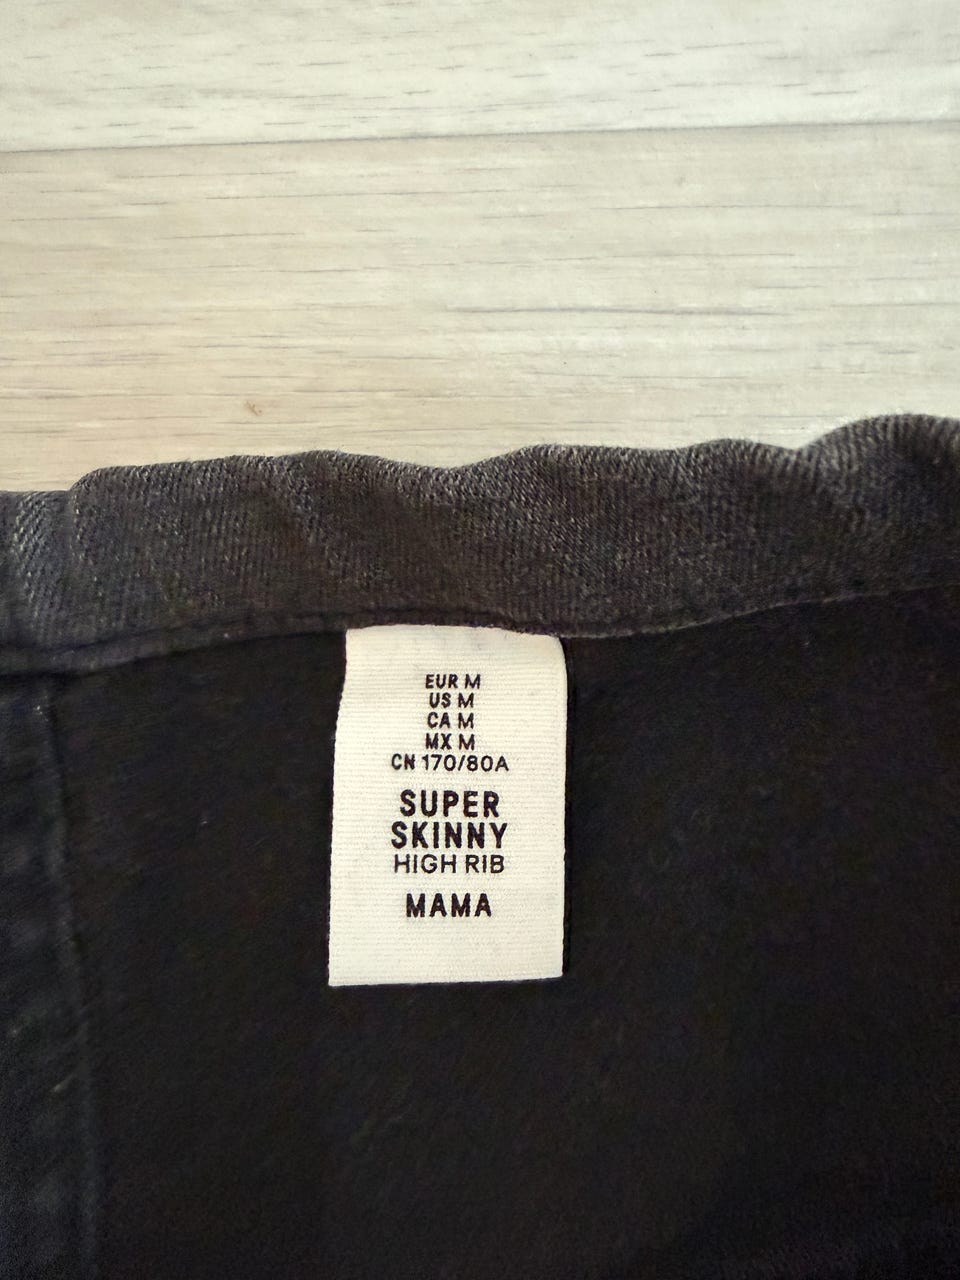 EUR M
US M
CA M
MX M
CN 170/80A
SUPER
SKINNY
HIGH RIB
MAMA